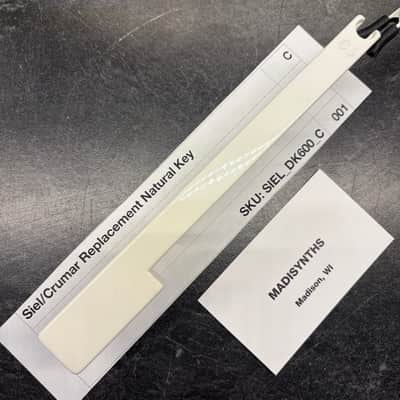 Siel/Crumar Replacement Natural Key
C
SKU: SIEL_DK600_C
001
MADISYNTHS
Madison, WI